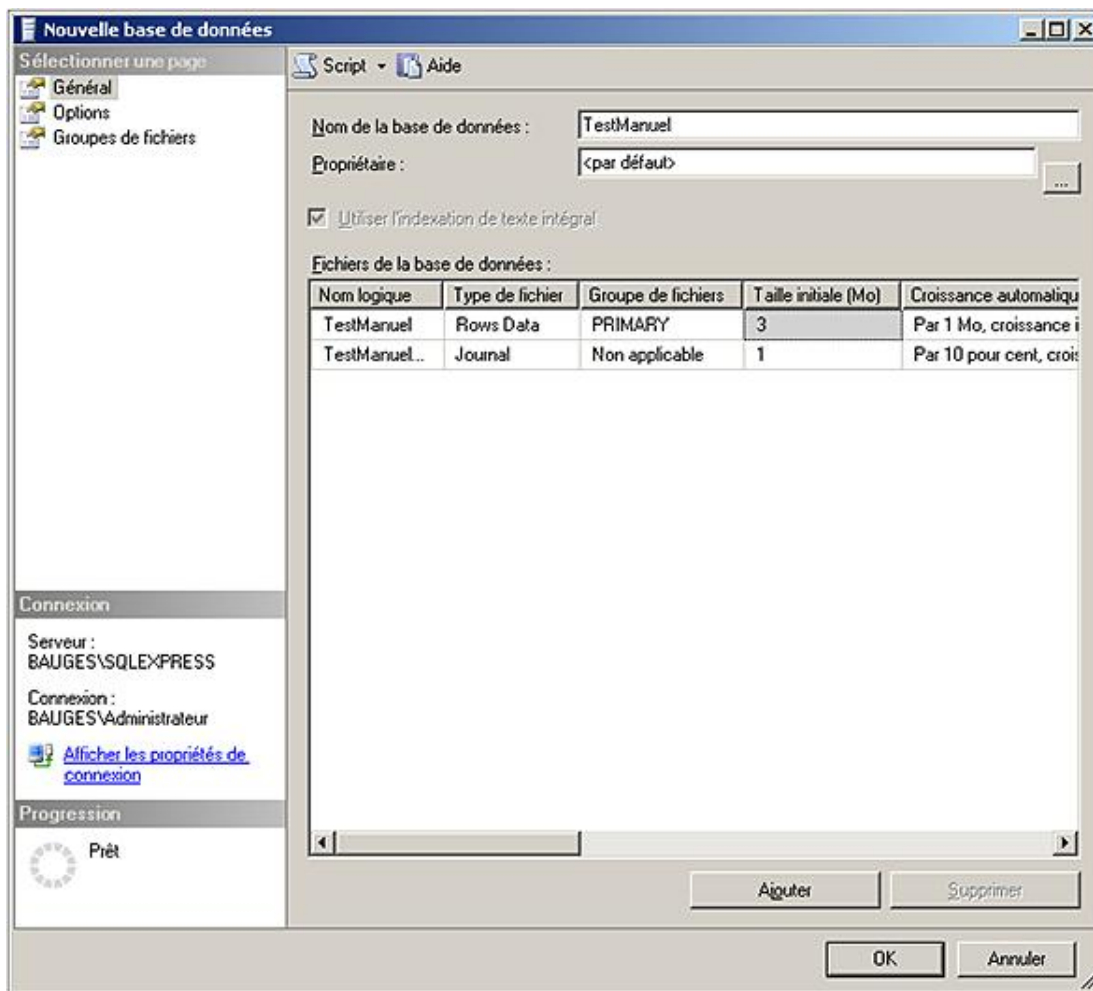 Nouvelle base de données
Sélectionner une page
Général
Options
Groupes de fichiers
Script Aide
Nom de la base de données : TestManuel
Propriétaire : <par défaut>
...
Utiliser l'indexation de texte intégral
Fichiers de la base de données :
Nom logique Type de fichier Groupe de fichiers Taille initiale (Mo) Croissance automatiqu
TestManuel Rows Data PRIMARY 3 Par 1 Mo, croissance i
TestManuel... Journal Non applicable 1 Par 10 pour cent, crois
Connexion
Serveur :
BAUGES\SQLEXPRESS
Connexion :
BAUGES\Administrateur
Afficher les propriétés de
connexion
Progression
Prêt
Ajouter Supprimer
OK Annuler